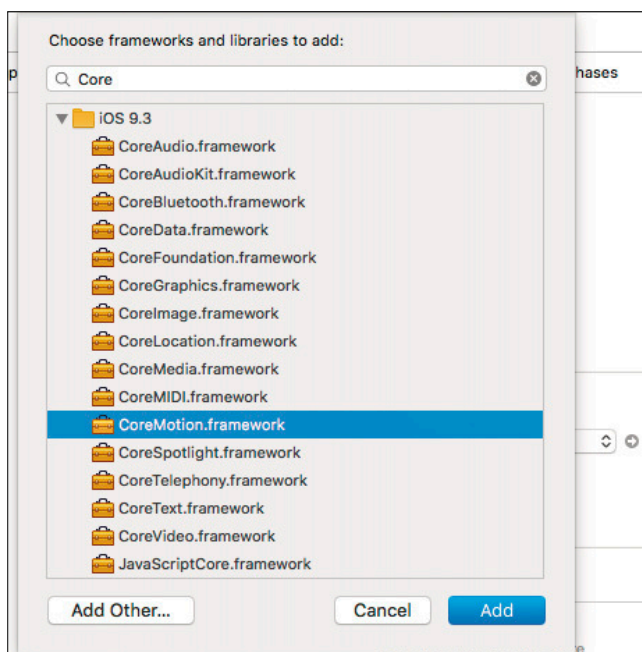 Choose frameworks and libraries to add:
Core
hases
iOS 9.3
CoreAudio.framework
CoreAudioKit.framework
CoreBluetooth.framework
CoreData.framework
CoreFoundation.framework
CoreGraphics.framework
CoreImage.framework
CoreLocation.framework
CoreMedia.framework
CoreMIDI.framework
CoreMotion.framework
CoreSpotlight.framework
CoreTelephony.framework
CoreText.framework
CoreVideo.framework
JavaScriptCore.framework
Add Other... Cancel Add